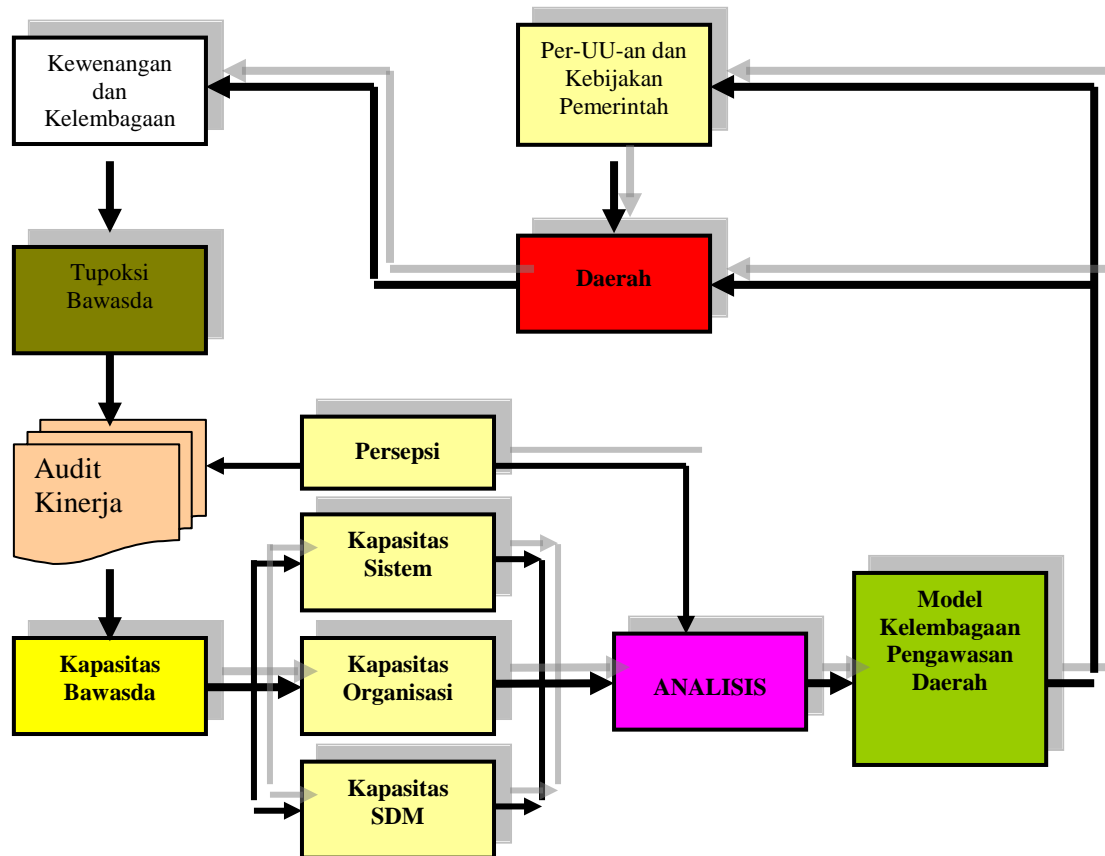 Kewenangan
dan
Kelembagaan
Per-UU-an dan
Kebijakan
Pemerintah
Tupoksi
Bawasda
Daerah
Audit
Kinerja
Persepsi
Kapasitas
Sistem
Kapasitas
Bawasda
Kapasitas
Organisasi
Kapasitas
SDM
ANALISIS
Model
Kelembagaan
Pengawasan
Daerah